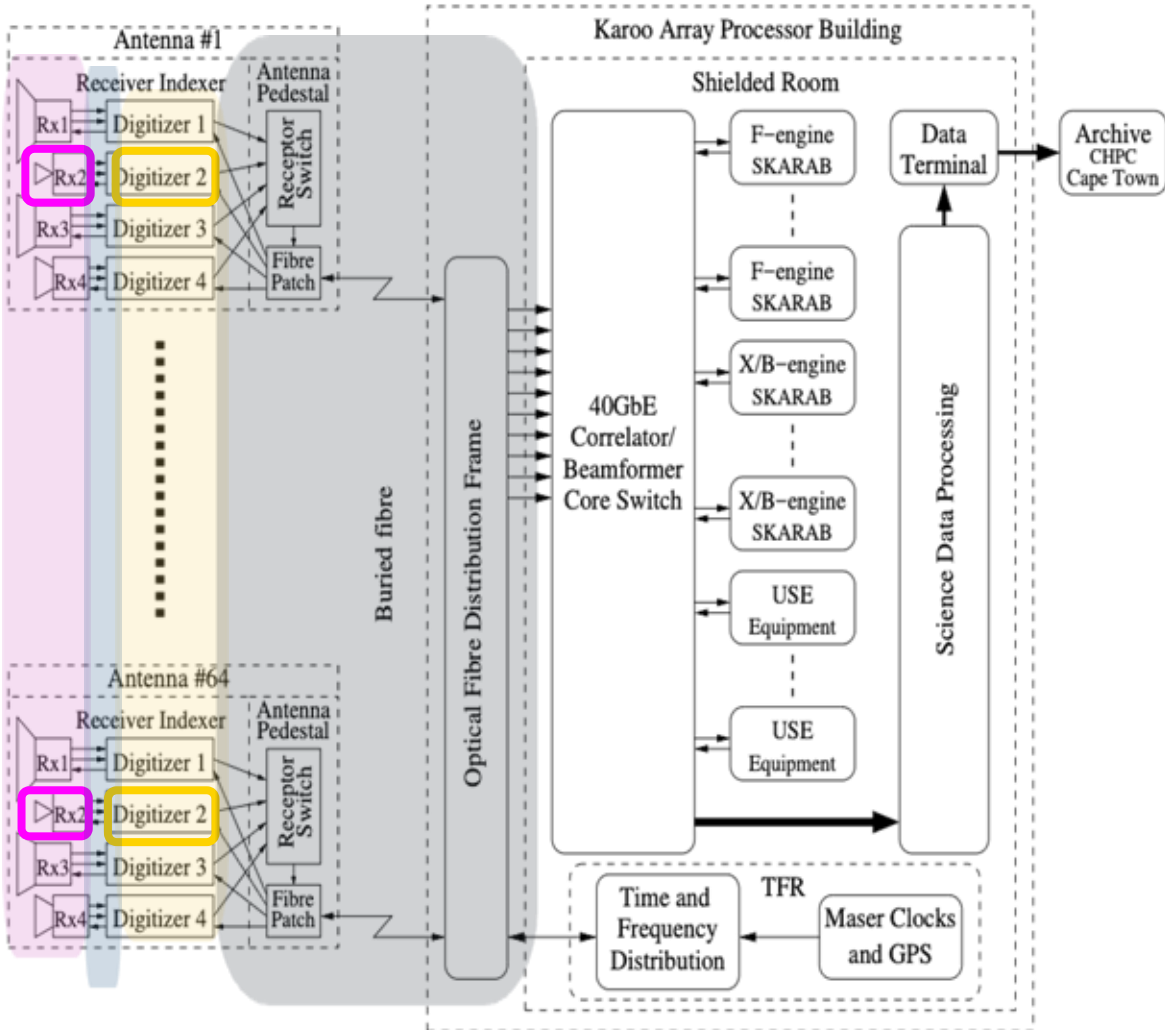 Karoo Array Processor Building
Antenna #1
Receiver Indexer
Antenna
Pedestal
Rx1
Digitizer 1
Rx2
Digitizer 2
Rx3
Digitizer 3
Rx4
Digitizer 4
Receptor
Switch
Fibre
Patch
Buried fibre
Optical Fibre Distribution Frame
Shielded Room
40GbE
Correlator/
Beamformer
Core Switch
F-engine
SKARAB
F-engine
SKARAB
X/B-engine
SKARAB
X/B-engine
SKARAB
USE
Equipment
USE
Equipment
Data
Terminal
Science Data Processing
Archive
CHPC
Cape Town
Antenna #64
Receiver Indexer
Antenna
Pedestal
Rx1
Digitizer 1
Rx2
Digitizer 2
Rx3
Digitizer 3
Rx4
Digitizer 4
Receptor
Switch
Fibre
Patch
TFR
Time and
Frequency
Distribution
Maser Clocks
and GPS